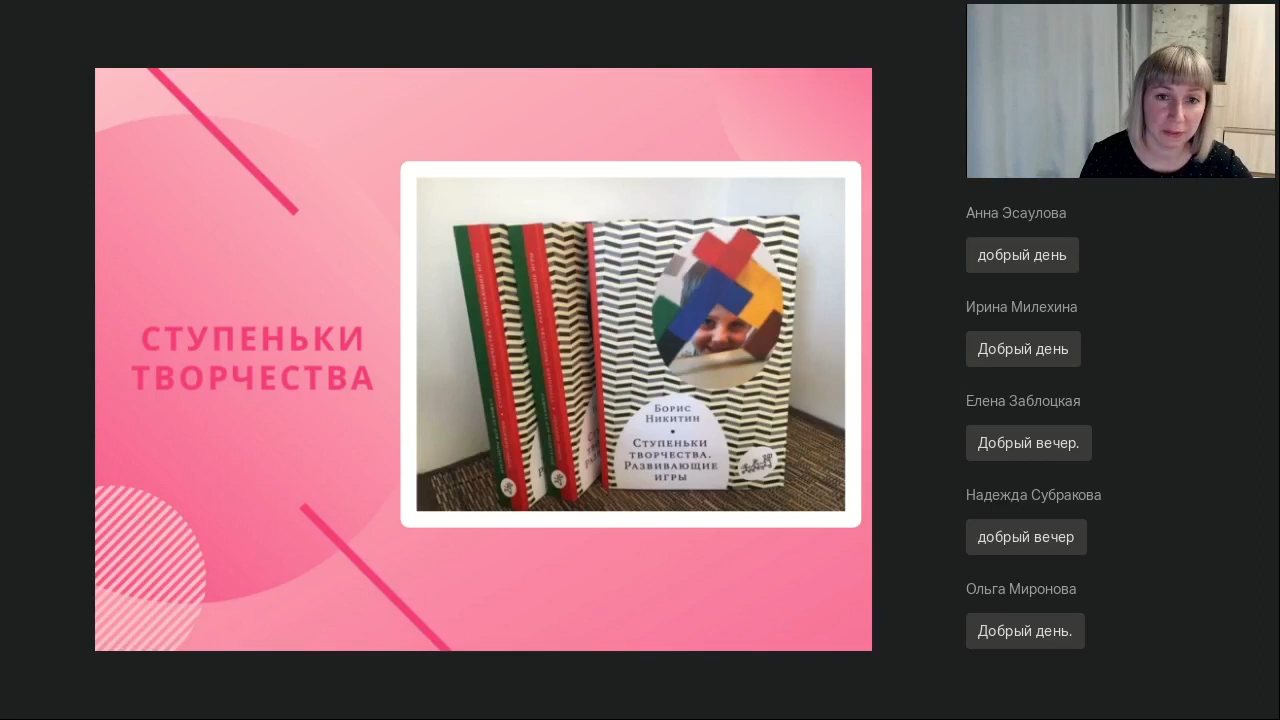 СТУПЕНЬКИ
ТВОРЧЕСТВА
Борис
Никитин
Ступеньки
творчества.
Развивающие
игры
Анна Эсаулова
добрый день
Ирина Милехина
Добрый день
Елена Заблоцкая
Добрый вечер.
Надежда Субракова
добрый вечер
Ольга Миронова
Добрый день.